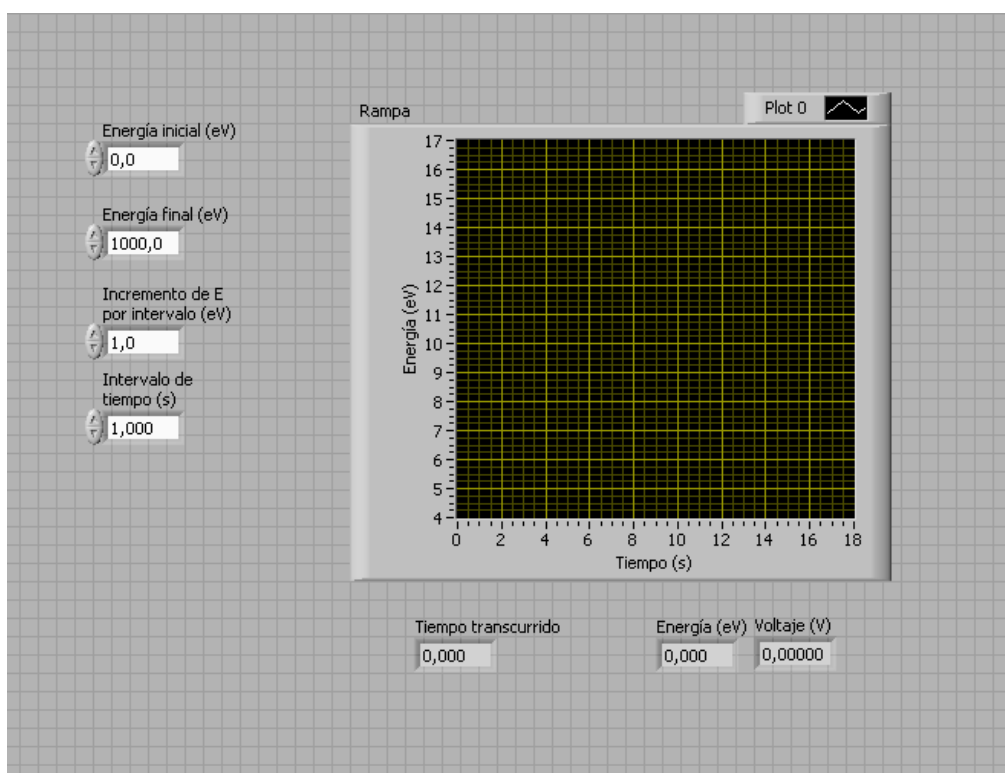 Energía inicial (eV)
0,0
Energía final (eV)
1000,0
Incremento de E
por intervalo (eV)
1,0
Intervalo de
tiempo (s)
1,000
Rampa
Plot 0
Energía (eV)
17
16
15
14
13
12
11
10
9
8
7
6
5
4
0 2 4 6 8 10 12 14 16 18
Tiempo (s)
Tiempo transcurrido
0,000
Energía (eV)
0,000
Voltaje (V)
0,00000